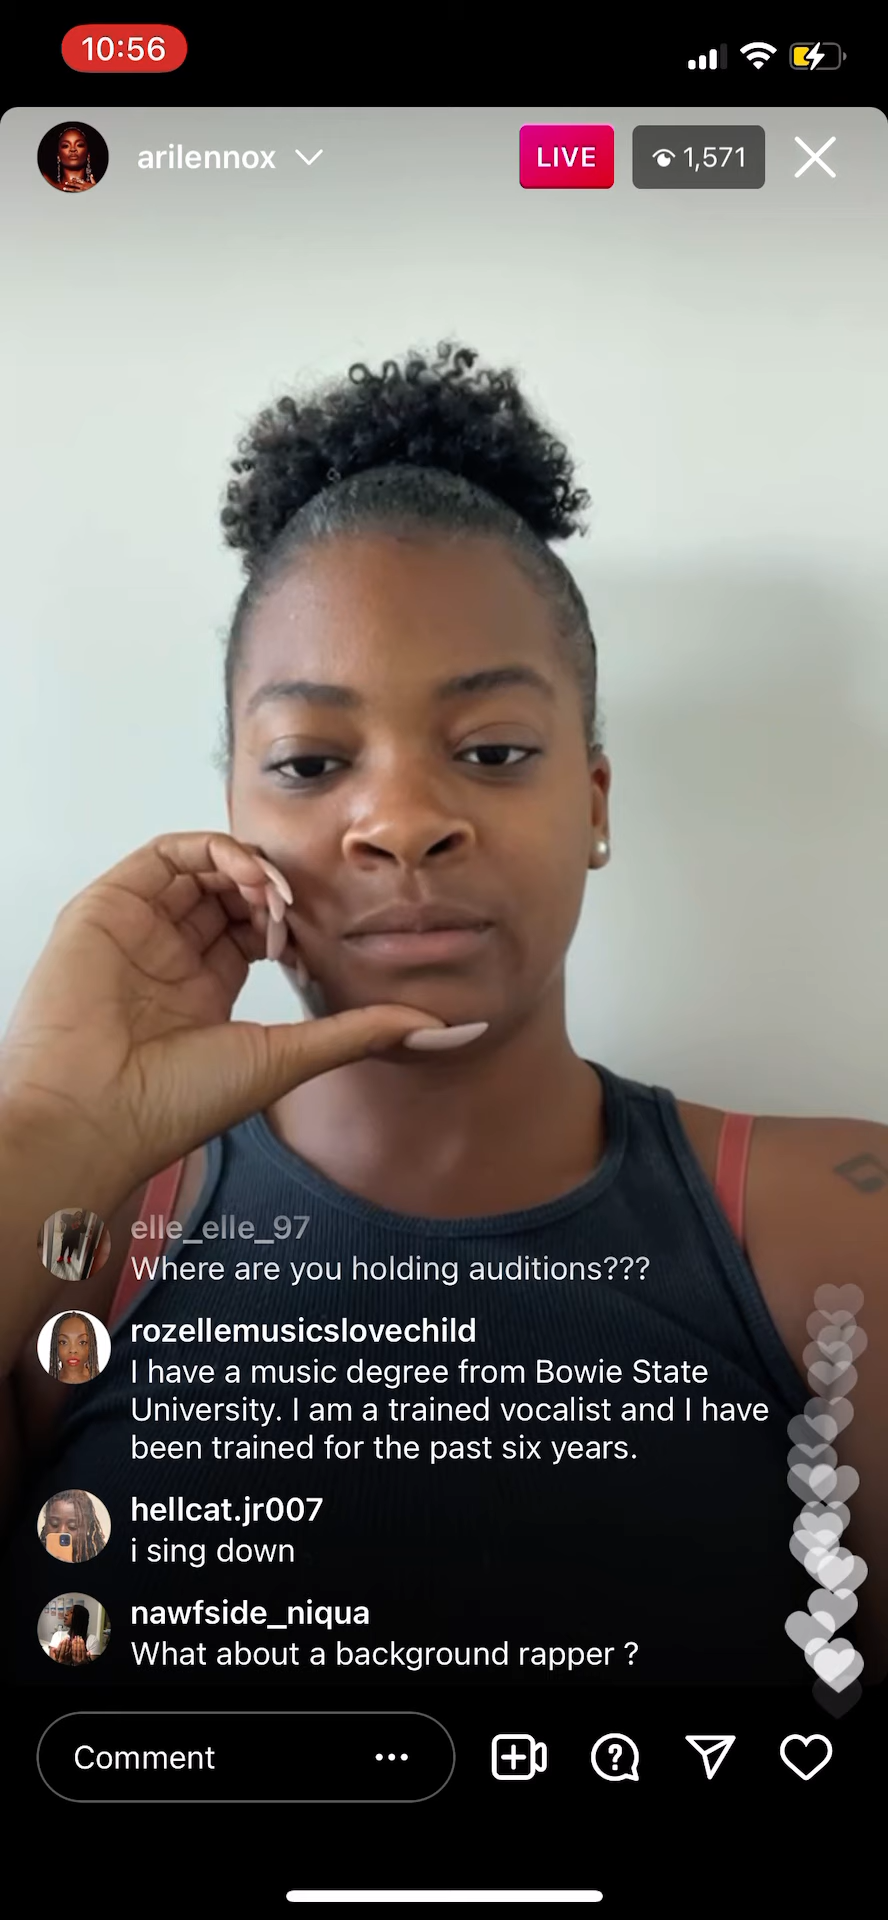 10:56
arilennox
LIVE
1,571
elle_elle_97
Where are you holding auditions???
rozellemusicslovechild
I have a music degree from Bowie State
University. I am a trained vocalist and I have
been trained for the past six years.
hellcat.jr007
i sing down
nawfside_niqua
What about a background rapper ?
Comment